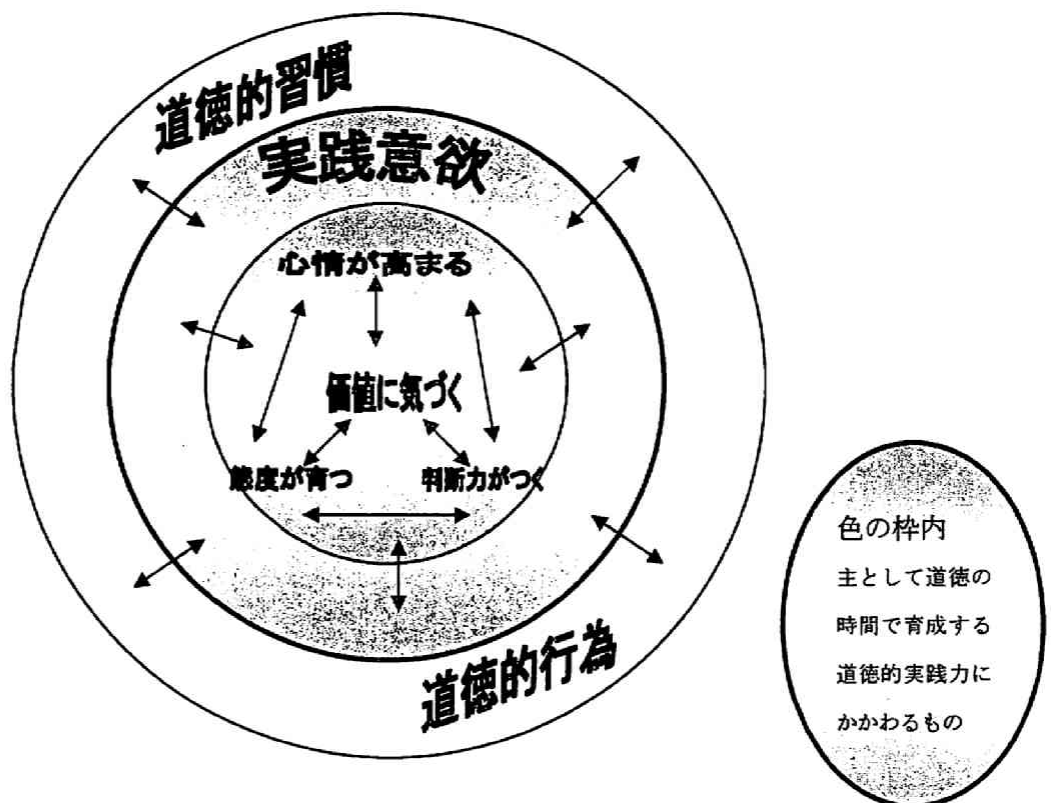 道徳的習慣
実践意欲
心情が高まる
価値に気づく
態度が育つ
判断力がつく
道徳的行為
色の枠内
主として道徳の
時間で育成する
道徳的実践力に
かかわるもの